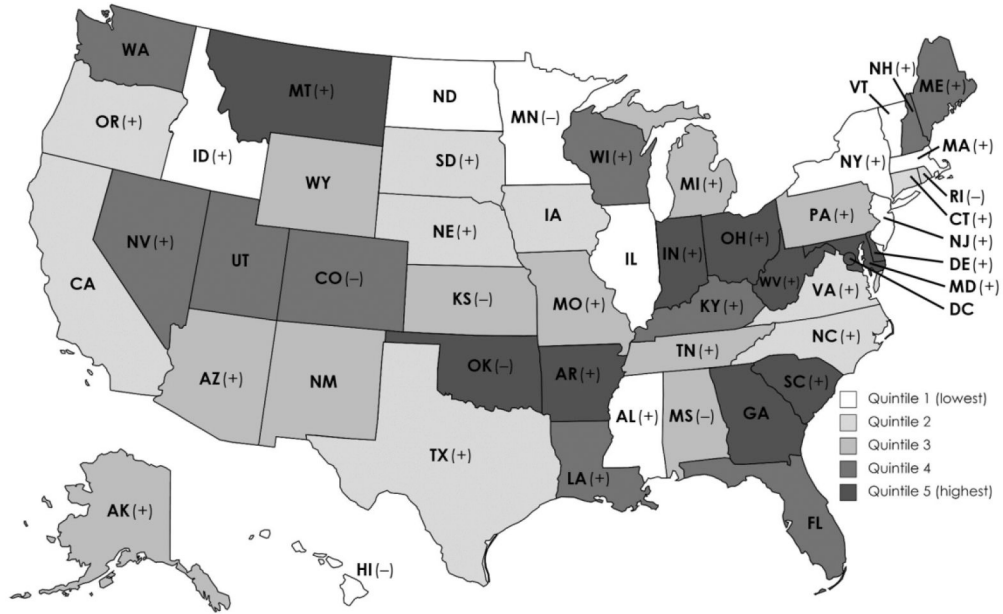 WA
MT (+)
ND
MN (–)
OR (+)
ID (+)
WY
SD (+)
WI (+)
MI (+)
NH (+)
VT
ME (+)
NY (+)
MA (+)
RI (–)
CT (+)
NJ (+)
DE (+)
MD (+)
DC
PA (+)
NE (+)
IA
NV (+)
UT
CO (–)
CA
KS (–)
MO (+)
IL
IN (+)
OH (+)
WV (+)
KY (+)
VA (+)
NC (+)
TN (+)
AZ (+)
NM
OK (–)
AR (+)
SC (+)
AL (+)
MS (–)
GA
TX (+)
LA (+)
FL
AK (+)
HI (–)
Quintile 1 (lowest)
Quintile 2
Quintile 3
Quintile 4
Quintile 5 (highest)